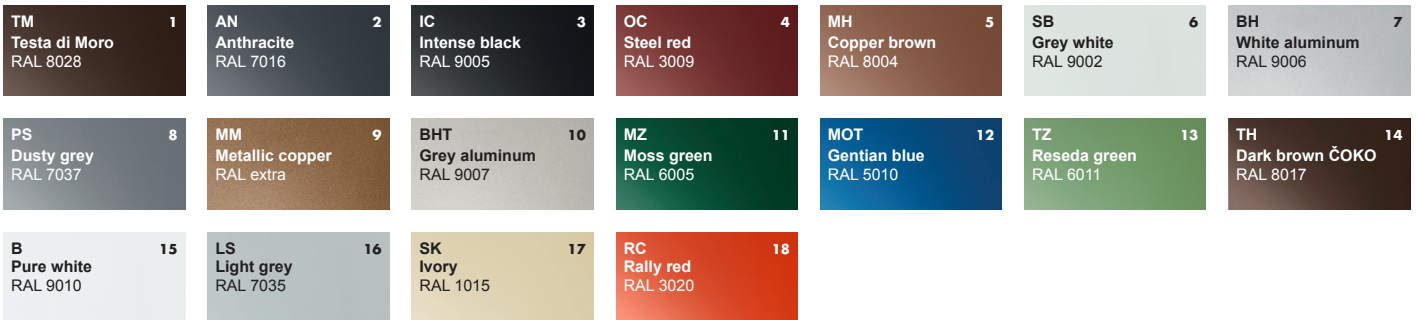 TM 1
Testa di Moro
RAL 8028
AN 2
Anthracite
RAL 7016
IC 3
Intense black
RAL 9005
OC 4
Steel red
RAL 3009
MH 5
Copper brown
RAL 8004
SB 6
Grey white
RAL 9002
BH 7
White aluminum
RAL 9006
PS 8
Dusty grey
RAL 7037
MM 9
Metallic copper
RAL extra
BHT 10
Grey aluminum
RAL 9007
MZ 11
Moss green
RAL 6005
MOT 12
Gentian blue
RAL 5010
TZ 13
Reseda green
RAL 6011
TH 14
Dark brown ČOKO
RAL 8017
B 15
Pure white
RAL 9010
LS 16
Light grey
RAL 7035
SK 17
Ivory
RAL 1015
RC 18
Rally red
RAL 3020